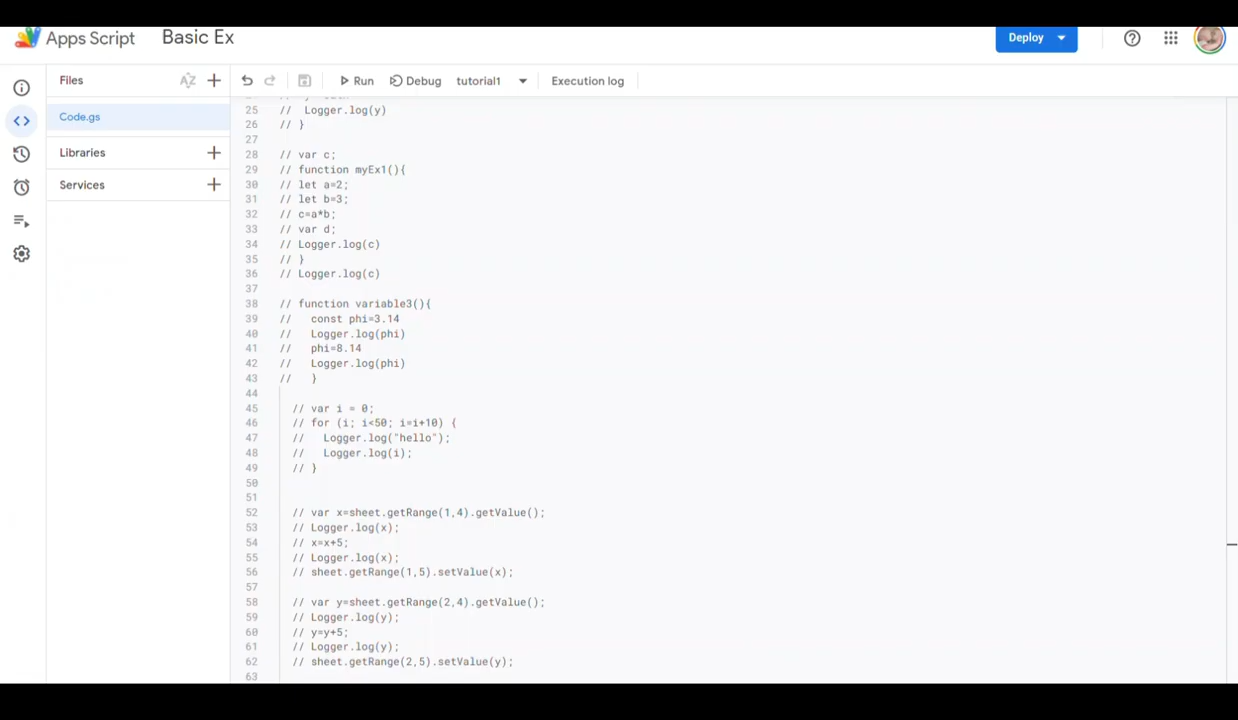 Apps Script Basic Ex Deploy
Files AZ Run Debug tutorial1 Execution log
Code.gs
Libraries
Services
25 // Logger.log(y)
26 // }
27
28 // var c;
29 // function myEx1(){
30 // let a=2;
31 // let b=3;
32 // c=a*b;
33 // var d;
34 // Logger.log(c)
35 // }
36 // Logger.log(c)
37
38 // function variable3(){
39 // const phi=3.14
40 // Logger.log(phi)
41 // phi=8.14
42 // Logger.log(phi)
43 // }
44
45 // var i = 0;
46 // for (i; i<50; i=i+10) {
47 // Logger.log("hello");
48 // Logger.log(i);
49 // }
50
51
52 // var x=sheet.getRange(1,4).getValue();
53 // Logger.log(x);
54 // x=x+5;
55 // Logger.log(x);
56 // sheet.getRange(1,5).setValue(x);
57
58 // var y=sheet.getRange(2,4).getValue();
59 // Logger.log(y);
60 // y=y+5;
61 // Logger.log(y);
62 // sheet.getRange(2,5).setValue(y);
63